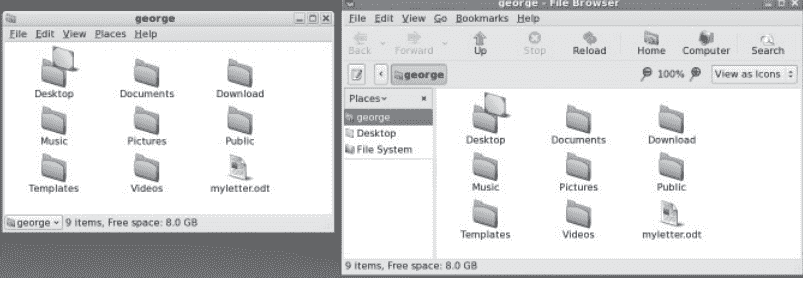 george
File Edit View Places Help
Desktop Documents Download
Music Pictures Public
Templates Videos myletter.odt
george 9 items, Free space: 8.0 GB
george - File Browser
File Edit View Go Bookmarks Help
Back Forward Up Stop Reload Home Computer Search
george 100% View as Icons
Places
george
Desktop
File System
Desktop Documents Download
Music Pictures Public
Templates Videos myletter.odt
9 items, Free space: 8.0 GB